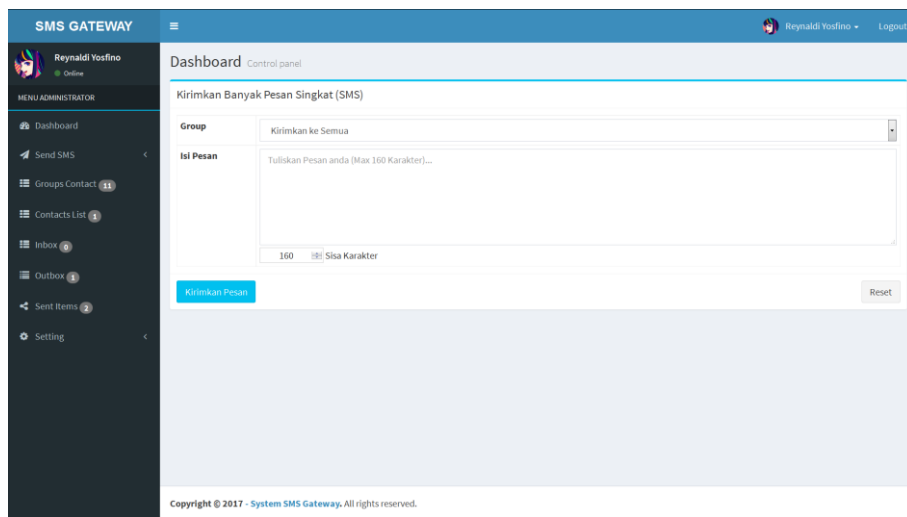 SMS GATEWAY
Reynaldi Yosfino
Logout
Reynaldi Yosfino
Online
MENU ADMINISTRATOR
Dashboard
Send SMS
Groups Contact 11
Contacts List 1
Inbox 0
Outbox 1
Sent Items 2
Setting
Dashboard Control panel
Kirimkan Banyak Pesan Singkat (SMS)
Group
Kirimkan ke Semua
Isi Pesan
Tuliskan Pesan anda (Max 160 Karakter)...
160 Sisa Karakter
Kirimkan Pesan
Reset
Copyright © 2017 - System SMS Gateway. All rights reserved.